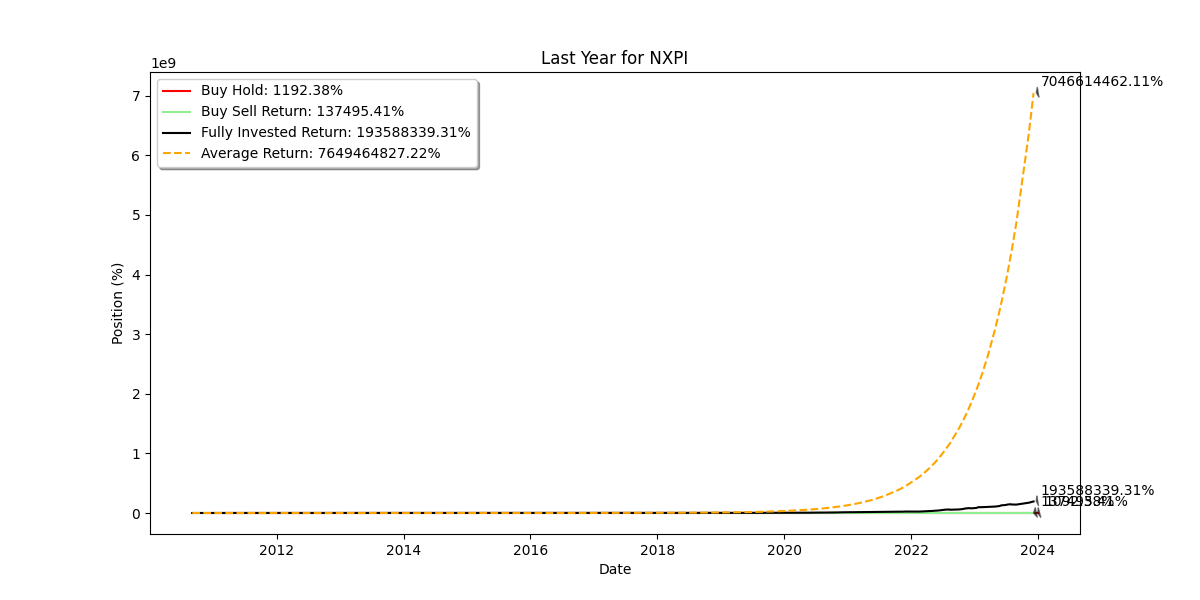 Last Year for NXPI
1e9
Buy Hold: 1192.38%
Buy Sell Return: 137495.41%
Fully Invested Return: 193588339.31%
Average Return: 7649464827.22%
7046614462.11%
193588339.31%
137495.41%
7
6
5
4
3
2
1
0
Position (%)
2012
2014
2016
2018
2020
2022
2024
Date